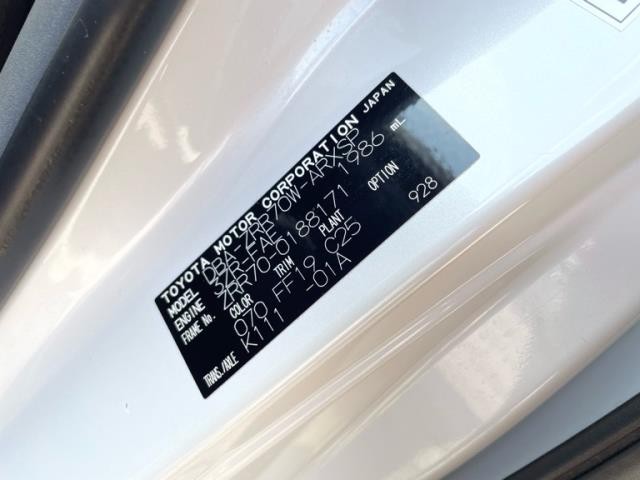 TOYOTA MOTOR CORPORATION JAPAN
MODEL DBA-ZRR70W-ARXSP
ENGINE 3ZR-FAE 1986 mL
FRAME No. ZRR70-0188171
COLOR TRIM PLANT OPTION
070 FF19 C25 928
TRANS./AXLE K111 -01A